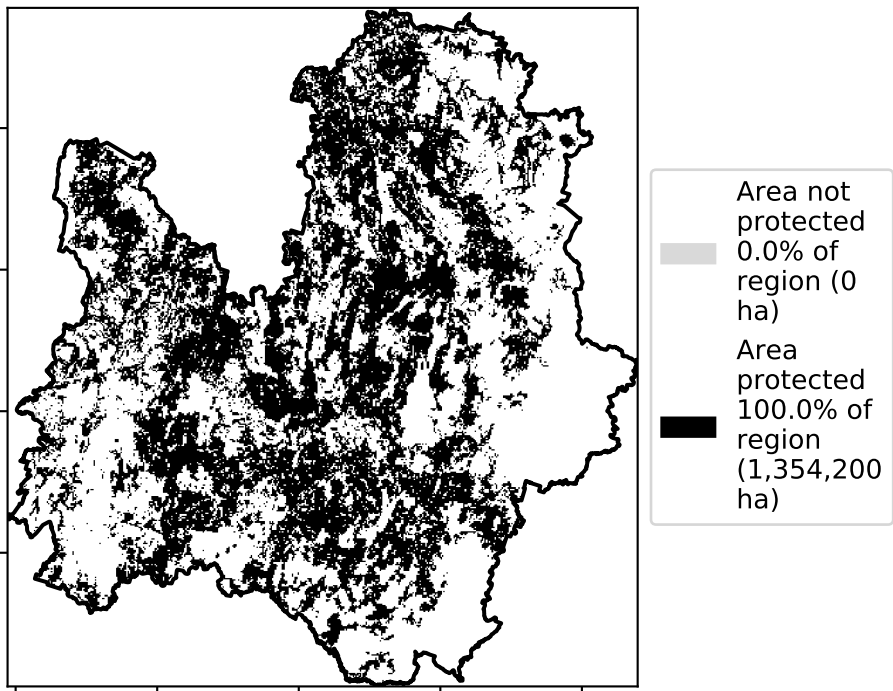 Area not
protected
0.0% of
region (0
ha)
Area
protected
100.0% of
region
(1,354,200
ha)